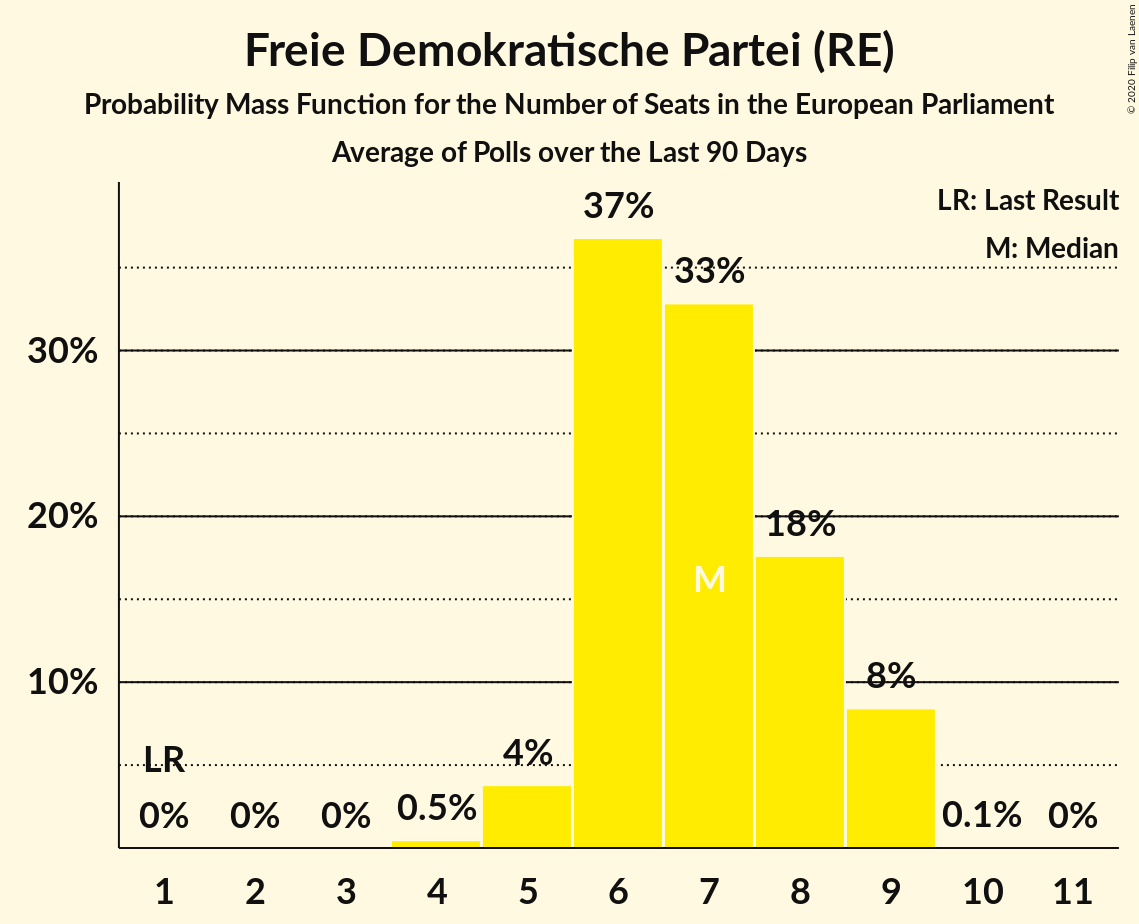 Freie Demokratische Partei (RE)
Probability Mass Function for the Number of Seats in the European Parliament
Average of Polls over the Last 90 Days
© 2020 Filip van Laenen
LR: Last Result
M: Median
37%
33%
30%
20%
18%
M
10%
8%
LR
4%
0%
0%
0%
0.5%
0.1%
0%
1 2 3 4 5 6 7 8 9 10 11